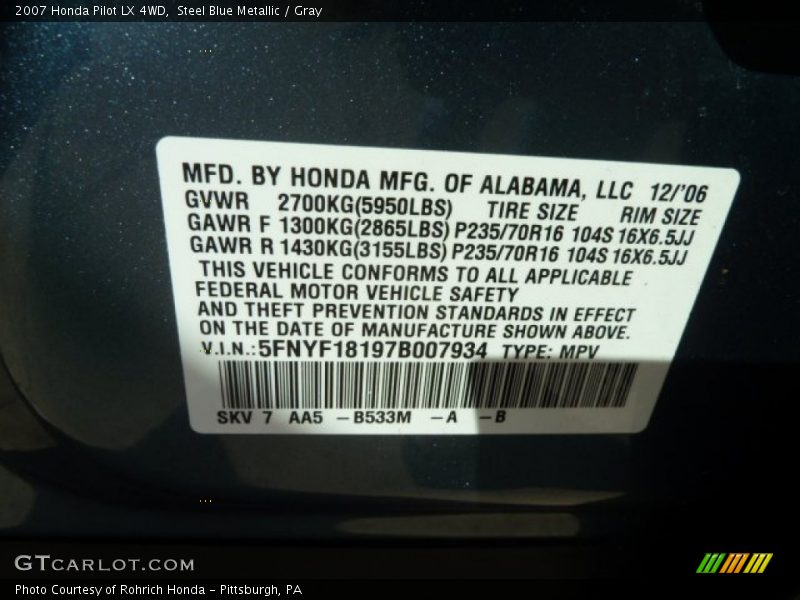 2007 Honda Pilot LX 4WD,  Steel Blue Metallic / Gray
MFD. BY HONDA MFG. OF ALABAMA, LLC 12/'06
GVWR 2700KG(5950LBS) TIRE SIZE RIM SIZE
GAWR F 1300KG(2865LBS) P235/70R16 104S 16X6.5JJ
GAWR R 1430KG(3155LBS) P235/70R16 104S 16X6.5JJ
THIS VEHICLE CONFORMS TO ALL APPLICABLE
FEDERAL MOTOR VEHICLE SAFETY
AND THEFT PREVENTION STANDARDS IN EFFECT
ON THE DATE OF MANUFACTURE SHOWN ABOVE.
V.I.N.: 5FNYF18197B007934 TYPE: MPV
SKV 7 AA5 –B533M –A –B
GTCARLOT.COM
Photo Courtesy of Rohrich Honda – Pittsburgh, PA